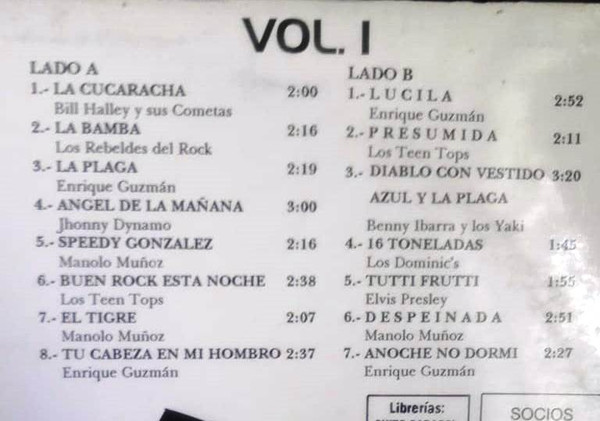 VOL. I
LADO A
1.- LA CUCARACHA 2:00
Bill Halley y sus Cometas
2.- LA BAMBA 2:16
Los Rebeldes del Rock
3.- LA PLAGA 2:19
Enrique Guzmán
4.- ANGEL DE LA MAÑANA 3:00
Jhonny Dynamo
5.- SPEEDY GONZALEZ 2:16
Manolo Muñoz
6.- BUEN ROCK ESTA NOCHE 2:38
Los Teen Tops
7.- EL TIGRE 2:07
Manolo Muñoz
8.- TU CABEZA EN MI HOMBRO 2:37
Enrique Guzmán
LADO B
1.- LUCILA 2:52
Enrique Guzmán
2.- PRESUMIDA 2:11
Los Teen Tops
3.- DIABLO CON VESTIDO 3:20
AZUL Y LA PLAGA
Benny Ibarra y los Yaki
4.- 16 TONELADAS 1:45
Los Dominic's
5.- TUTTI FRUTTI 1:55
Elvis Presley
6.- DESPEINADA 2:51
Manolo Muñoz
7.- ANOCHE NO DORMI 2:27
Enrique Guzmán
Librerías:
SOCIOS